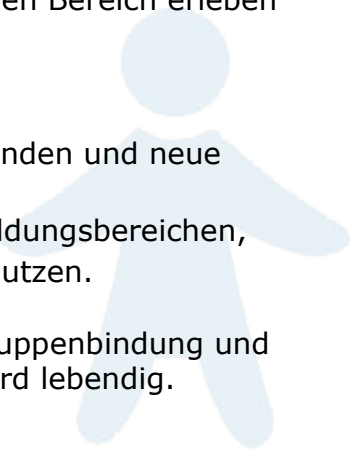 en Bereich erleben
nden und neue
ldungsbereichen,
utzen.
uppenbindung und
rd lebendig.